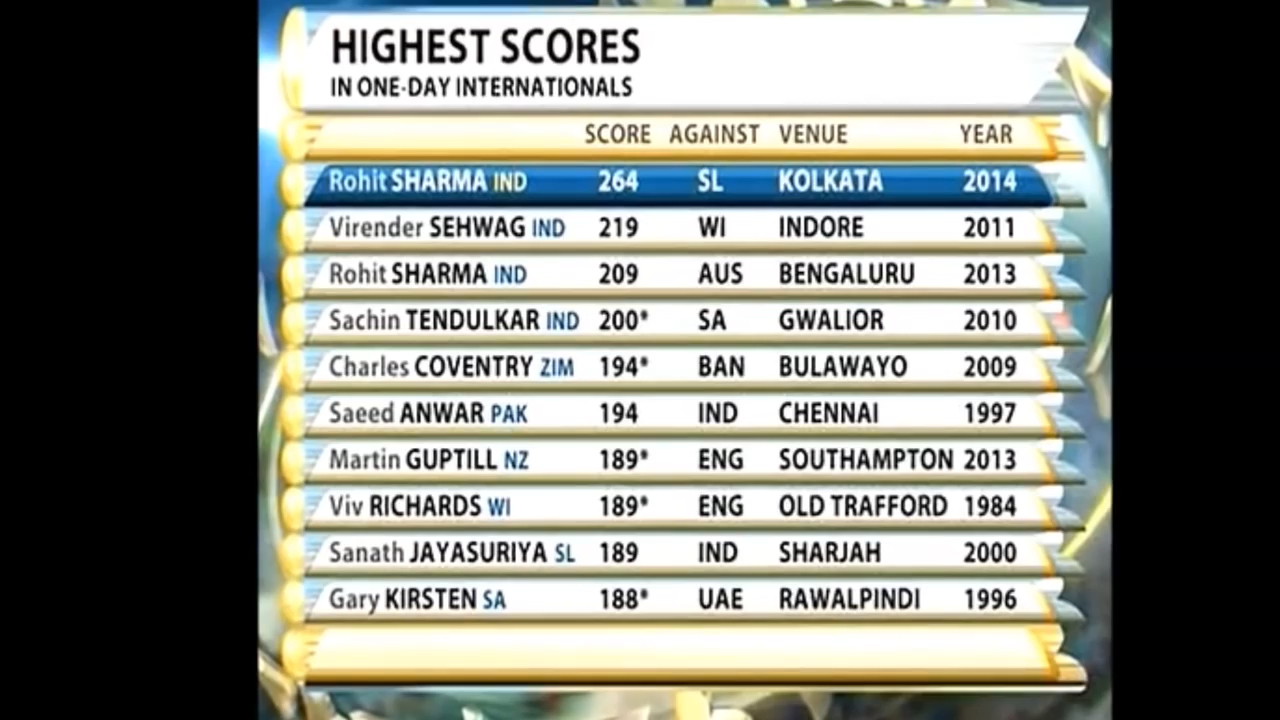 HIGHEST SCORES
IN ONE-DAY INTERNATIONALS
SCORE AGAINST VENUE YEAR
Rohit SHARMA IND 264 SL KOLKATA 2014
Virender SEHWAG IND 219 WI INDORE 2011
Rohit SHARMA IND 209 AUS BENGALURU 2013
Sachin TENDULKAR IND 200* SA GWALIOR 2010
Charles COVENTRY ZIM 194* BAN BULAWAYO 2009
Saeed ANWAR PAK 194 IND CHENNAI 1997
Martin GUPTILL NZ 189* ENG SOUTHAMPTON 2013
Viv RICHARDS WI 189* ENG OLD TRAFFORD 1984
Sanath JAYASURIYA SL 189 IND SHARJAH 2000
Gary KIRSTEN SA 188* UAE RAWALPINDI 1996